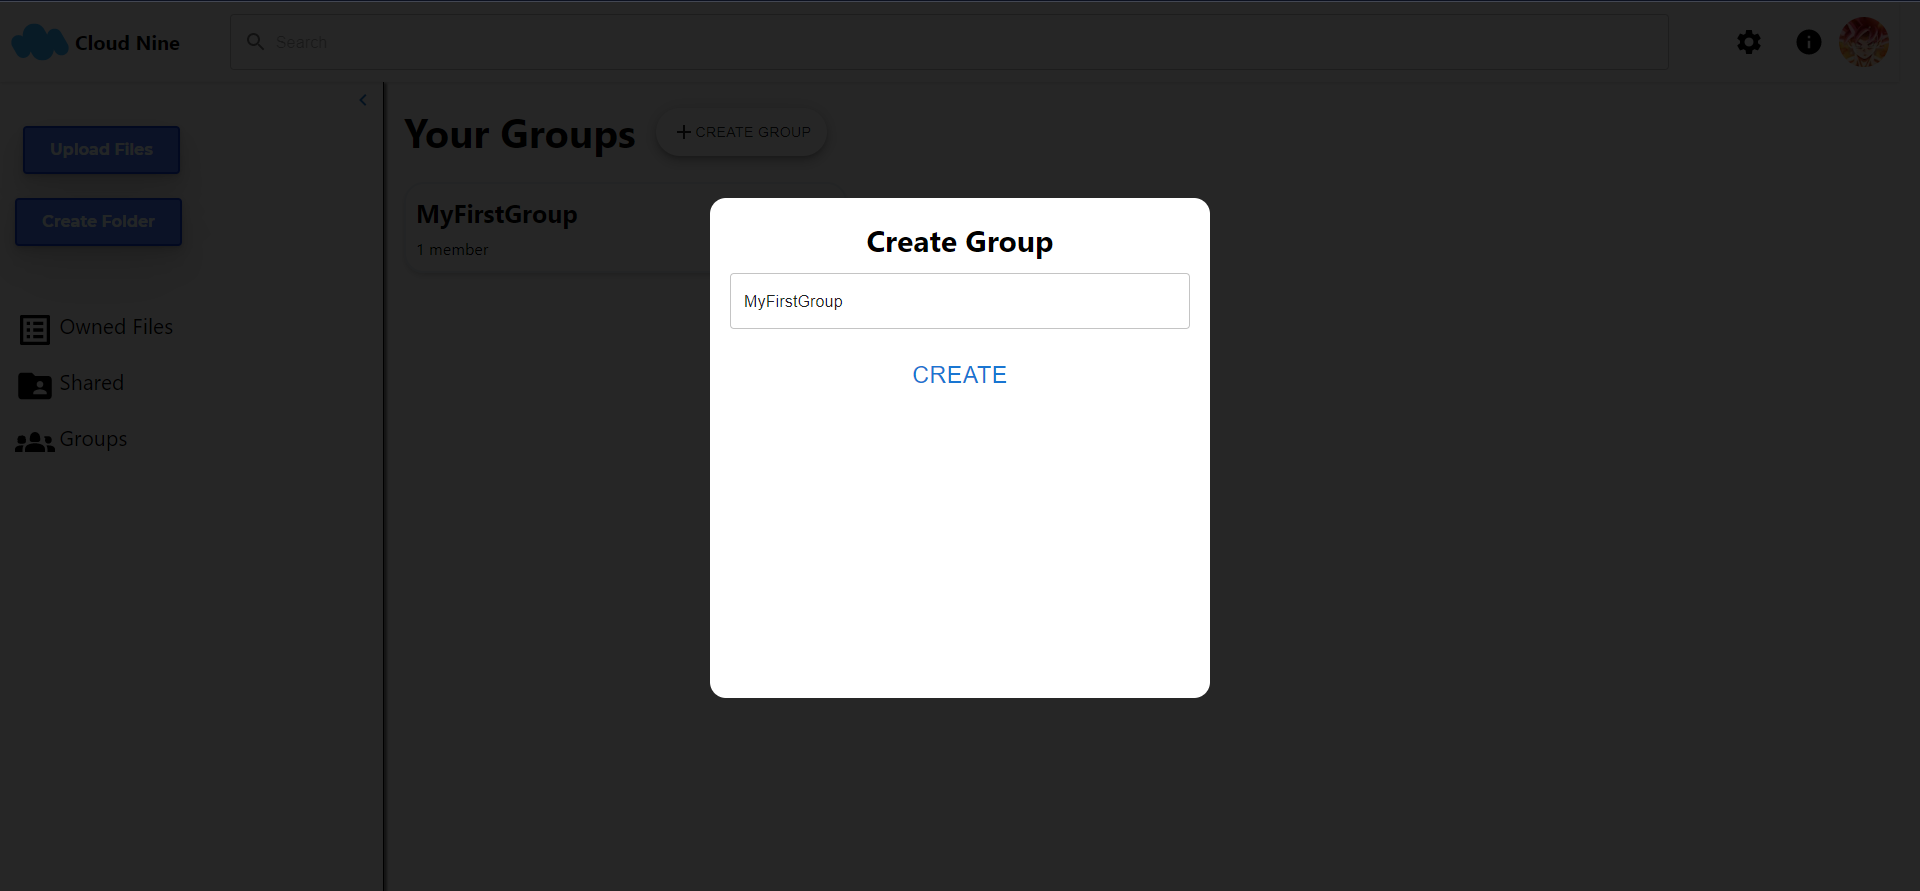 Cloud Nine
Search
Upload Files
Create Folder
Owned Files
Shared
Groups
Your Groups
CREATE GROUP
MyFirstGroup
1 member
Create Group
MyFirstGroup
CREATE